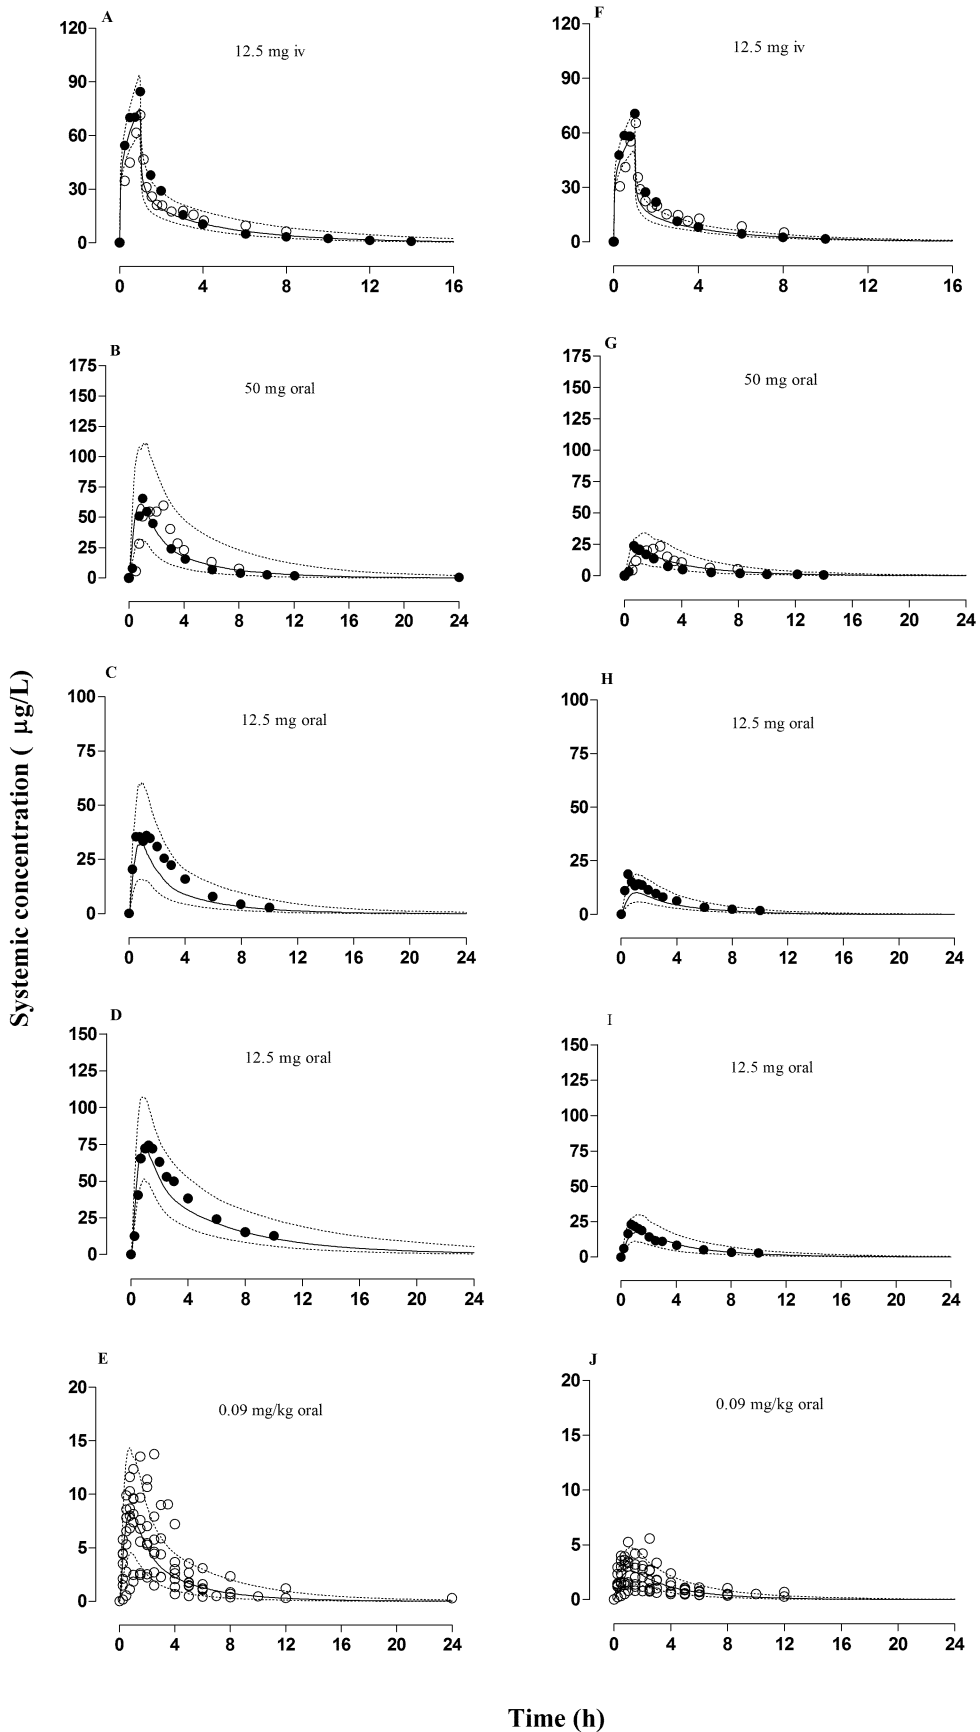 A
12.5 mg iv
120
90
60
30
0
0 4 8 12 16
F
12.5 mg iv
120
90
60
30
0
0 4 8 12 16
B
50 mg oral
175
150
125
100
75
50
25
0
0 4 8 12 16 20 24
G
50 mg oral
175
150
125
100
75
50
25
0
0 4 8 12 16 20 24
Systemic concentration ( µg/L)
C
12.5 mg oral
100
75
50
25
0
0 4 8 12 16 20 24
H
12.5 mg oral
100
75
50
25
0
0 4 8 12 16 20 24
D
12.5 mg oral
150
125
100
75
50
25
0
0 4 8 12 16 20 24
I
12.5 mg oral
150
125
100
75
50
25
0
0 4 8 12 16 20 24
E
0.09 mg/kg oral
20
15
10
5
0
0 4 8 12 16 20 24
J
0.09 mg/kg oral
20
15
10
5
0
0 4 8 12 16 20 24
Time (h)